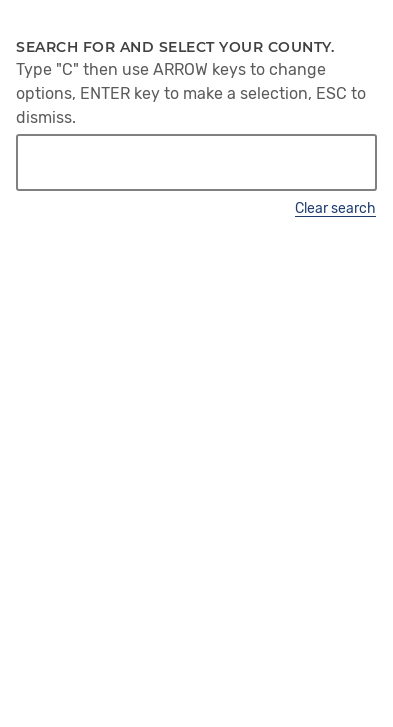 SEARCH FOR AND SELECT YOUR COUNTY.
Type "C" then use ARROW keys to change
options, ENTER key to make a selection, ESC to
dismiss.
Clear search